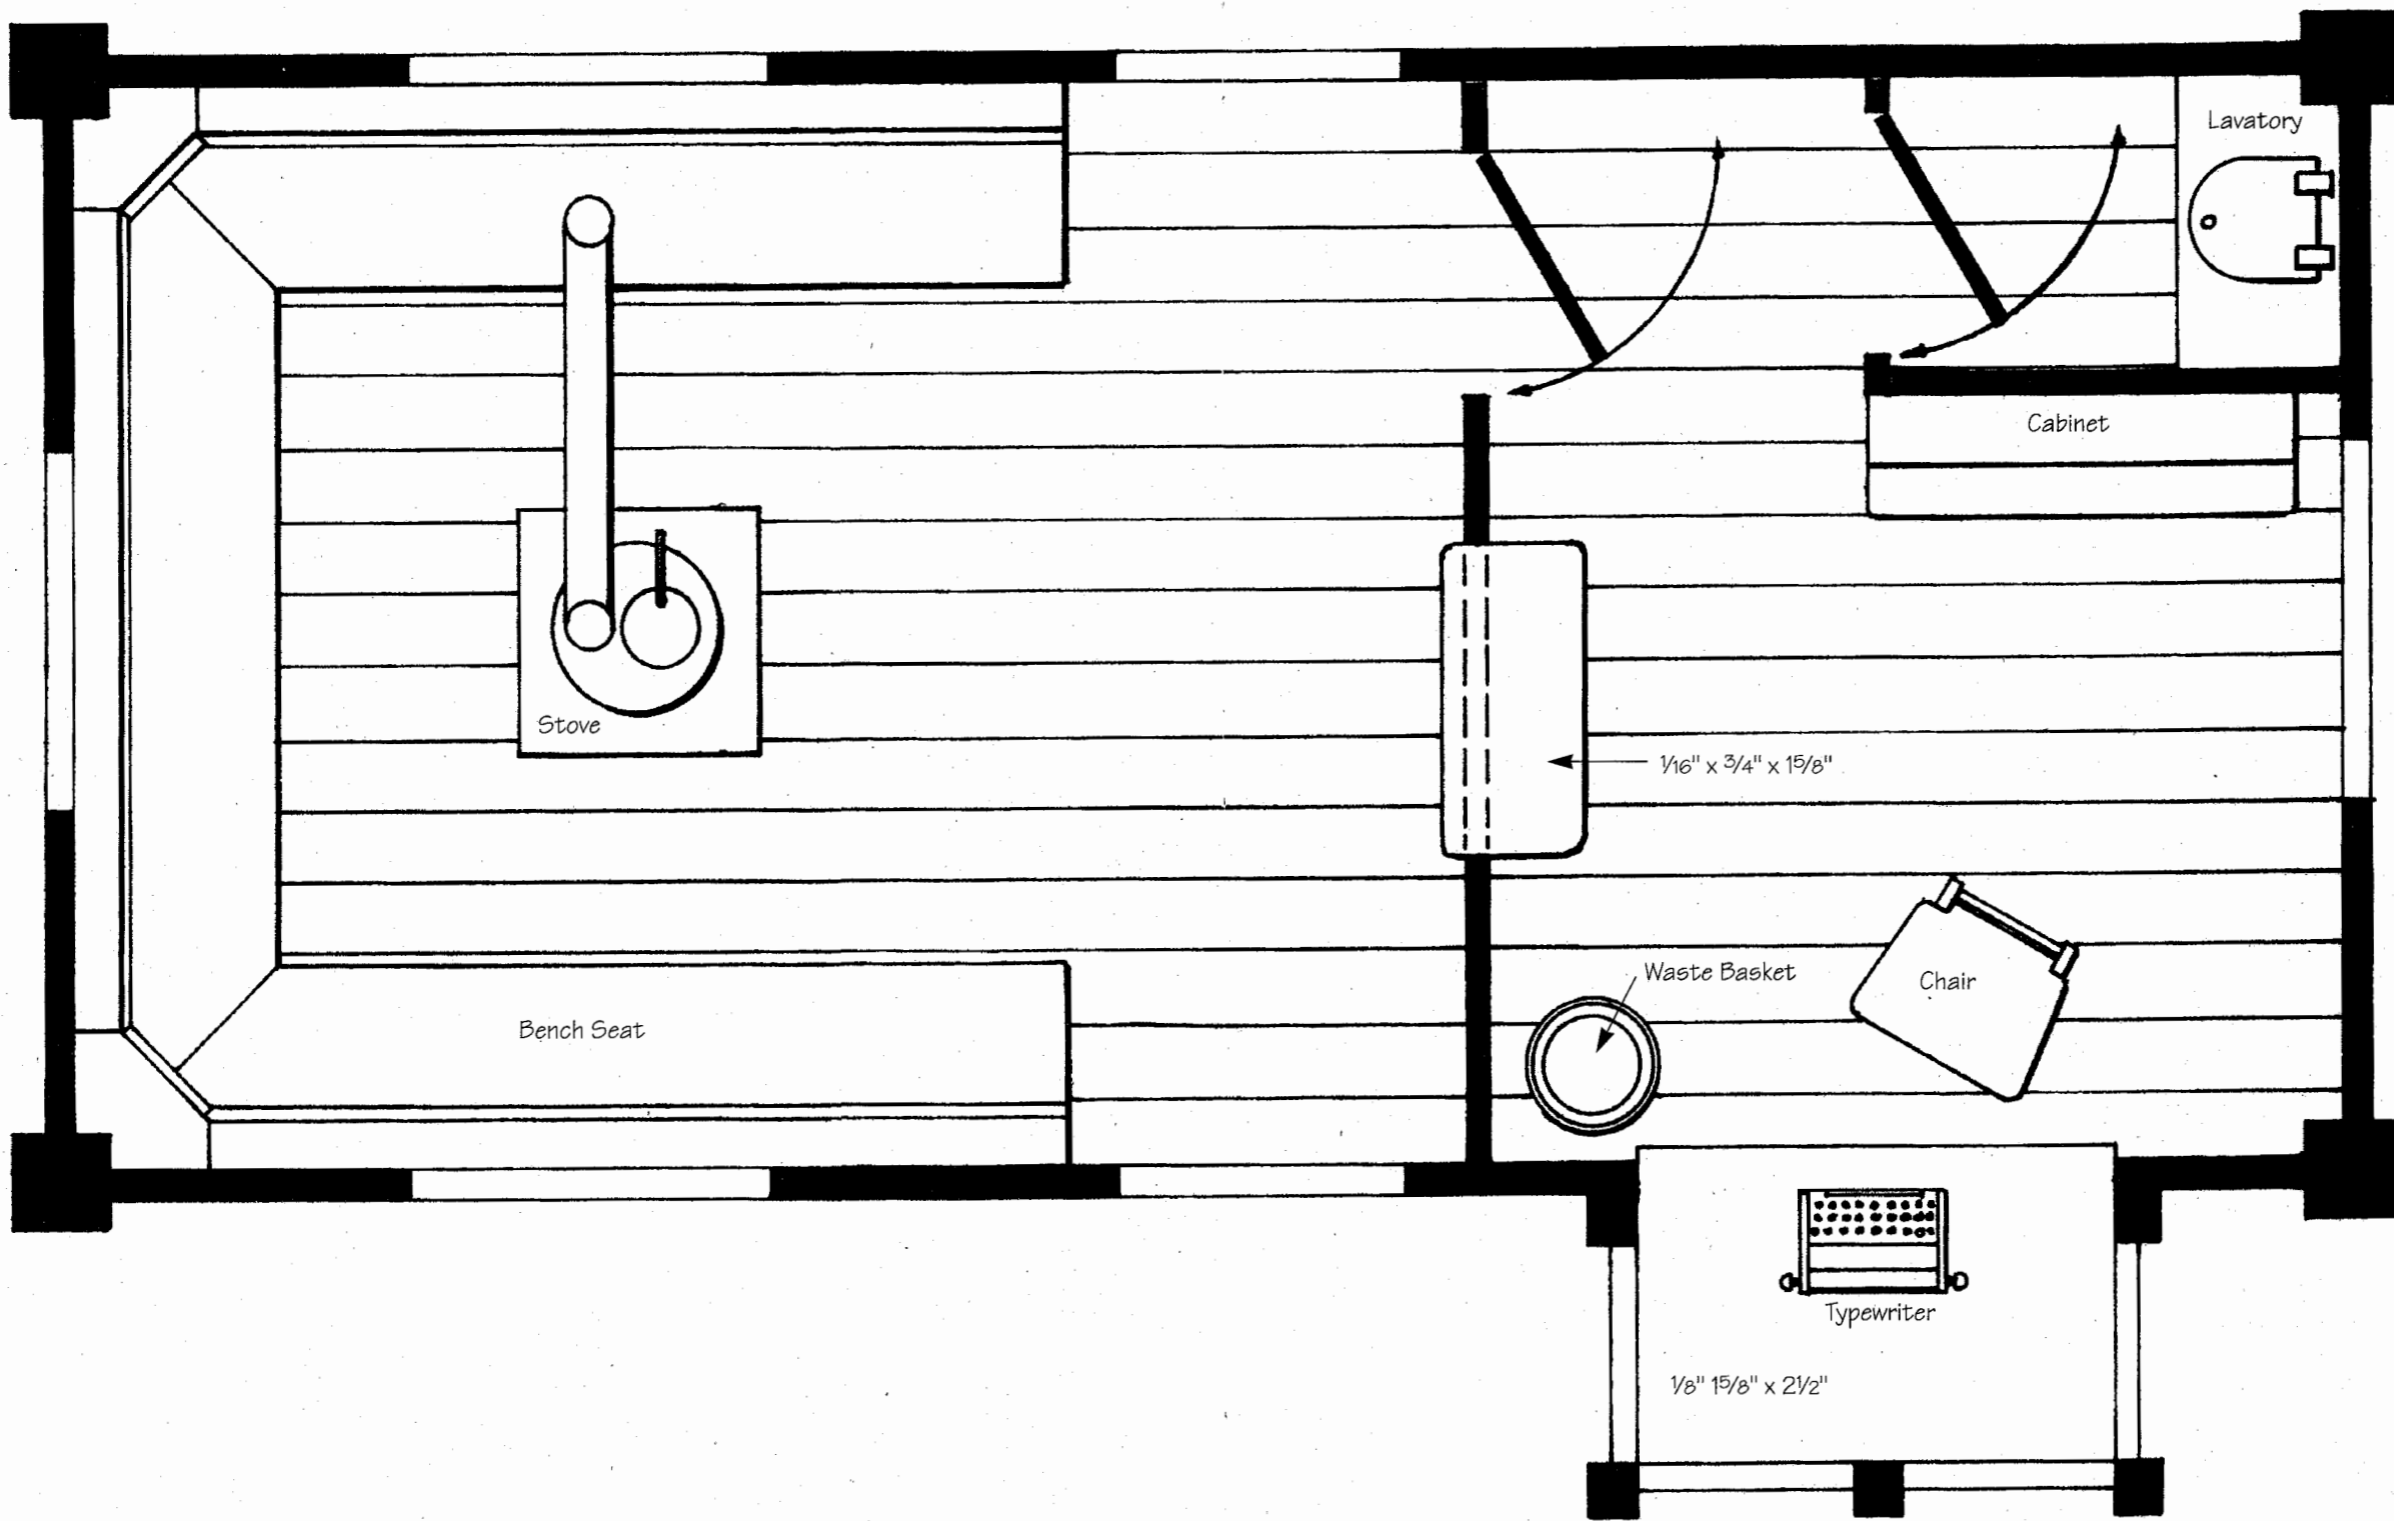 Lavatory
Cabinet
Stove
1/16" x 3/4" x 15/8"
Waste Basket
Chair
Bench Seat
Typewriter
1/8" 15/8" x 21/2"